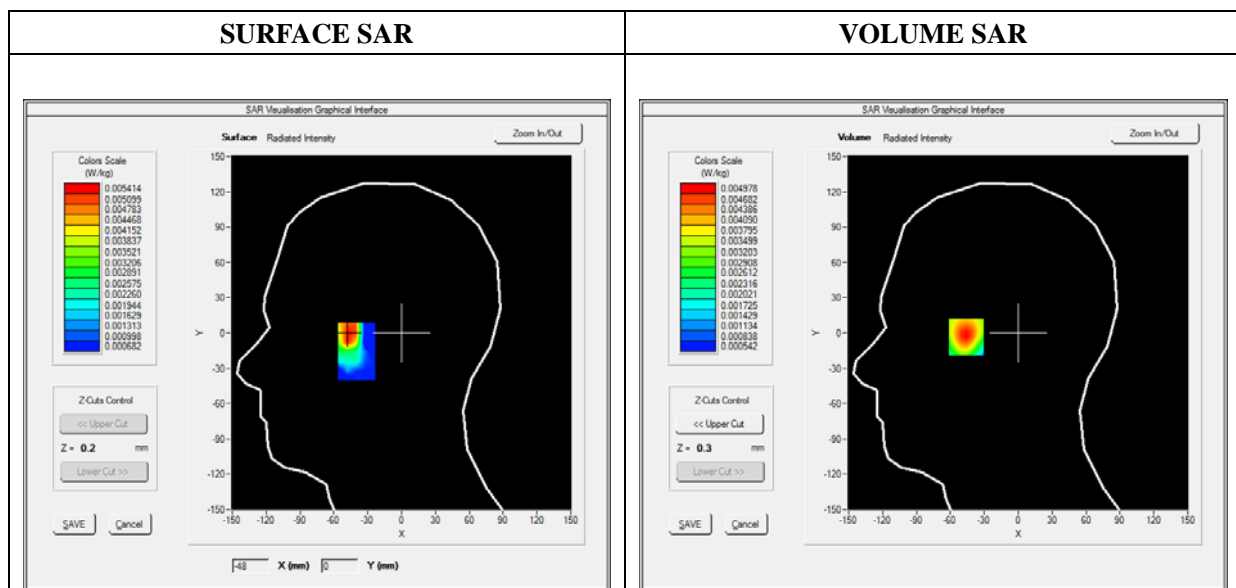 SURFACE SAR
VOLUME SAR
SAR Visualisation Graphical Interface
Surface Radiated Intensity
Zoom In/Out
Colors Scale
(W/kg)
0.005414
0.005099
0.004783
0.004468
0.004152
0.003837
0.003521
0.003206
0.002891
0.002575
0.002260
0.001944
0.001629
0.001313
0.000998
0.000682
Z-Cuts Control
<< Upper Cut
Z = 0.2 mm
Lower Cut >>
SAVE Cancel
150
120
90
60
30
0
-30
-60
-90
-120
-150
Y
-150 -120 -90 -60 -30 0 30 60 90 120 150
X
-48 X (mm) 0 Y (mm)
SAR Visualisation Graphical Interface
Volume Radiated Intensity
Zoom In/Out
Colors Scale
(W/kg)
0.004978
0.004682
0.004386
0.004090
0.003795
0.003499
0.003203
0.002908
0.002612
0.002316
0.002021
0.001725
0.001429
0.001134
0.000838
0.000542
Z-Cuts Control
<< Upper Cut
Z = 0.3 mm
Lower Cut >>
SAVE Cancel
150
120
90
60
30
0
-30
-60
-90
-120
-150
Y
-150 -120 -90 -60 -30 0 30 60 90 120 150
X